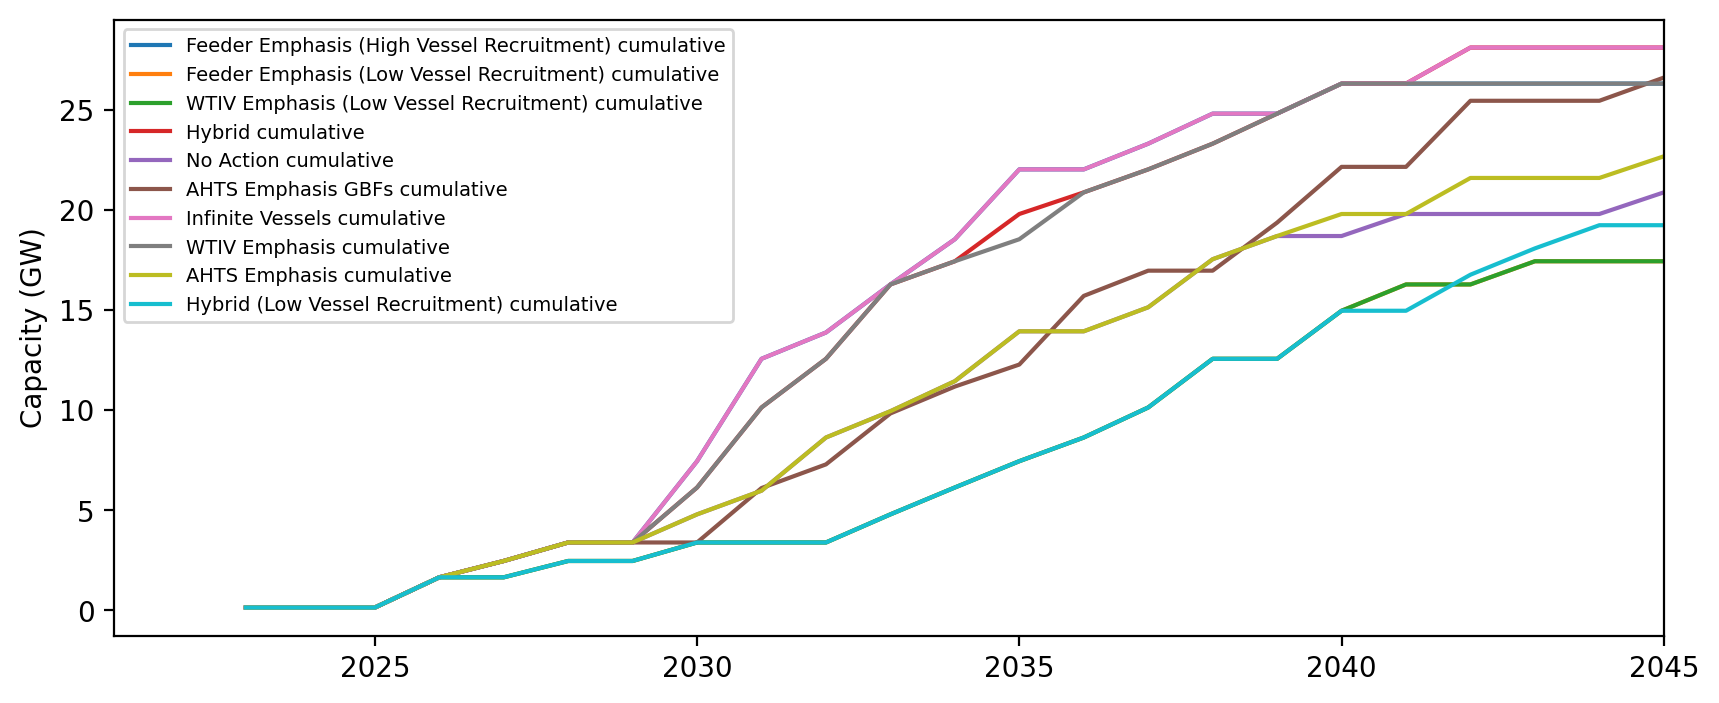 Feeder Emphasis (High Vessel Recruitment) cumulative
Feeder Emphasis (Low Vessel Recruitment) cumulative
WTIV Emphasis (Low Vessel Recruitment) cumulative
Hybrid cumulative
No Action cumulative
AHTS Emphasis GBFs cumulative
Infinite Vessels cumulative
WTIV Emphasis cumulative
AHTS Emphasis cumulative
Hybrid (Low Vessel Recruitment) cumulative
Capacity (GW)
25
20
15
10
5
0
2025 2030 2035 2040 2045